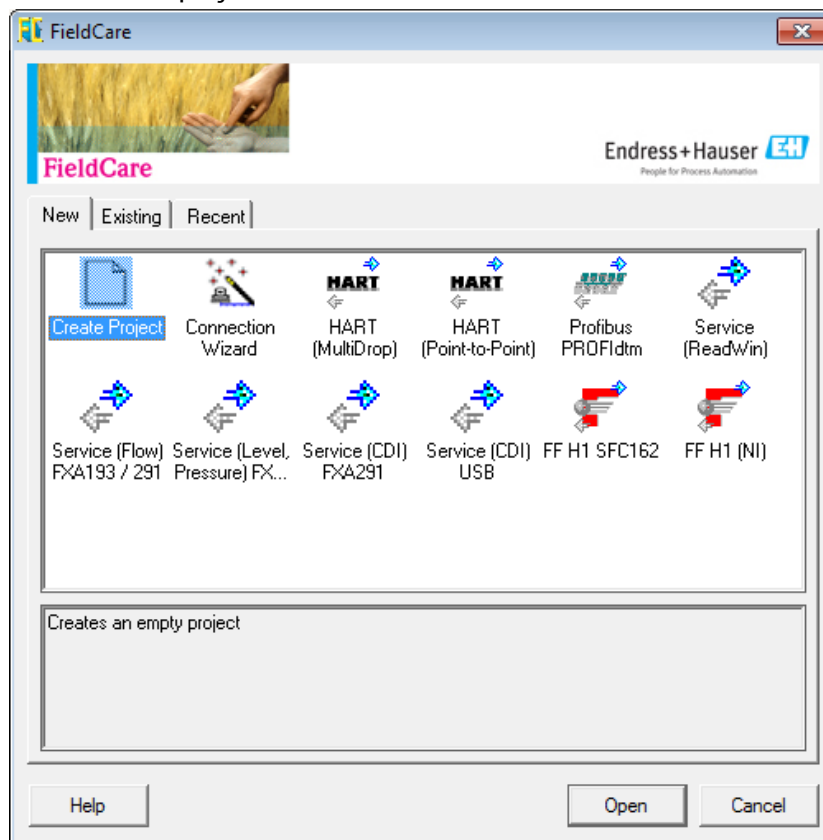 FieldCare
FieldCare
Endress+Hauser EH
People for Process Automation
New Existing Recent
Create Project
Connection
Wizard
HART
HART
(MultiDrop)
HART
HART
(Point-to-Point)
Profibus
PROFIdtm
Service
(ReadWin)
Service (Flow)
FXA193 / 291
Service (Level,
Pressure) FX...
Service (CDI)
FXA291
Service (CDI)
USB
FF H1 SFC162
FF H1 (NI)
Creates an empty project
Help Open Cancel